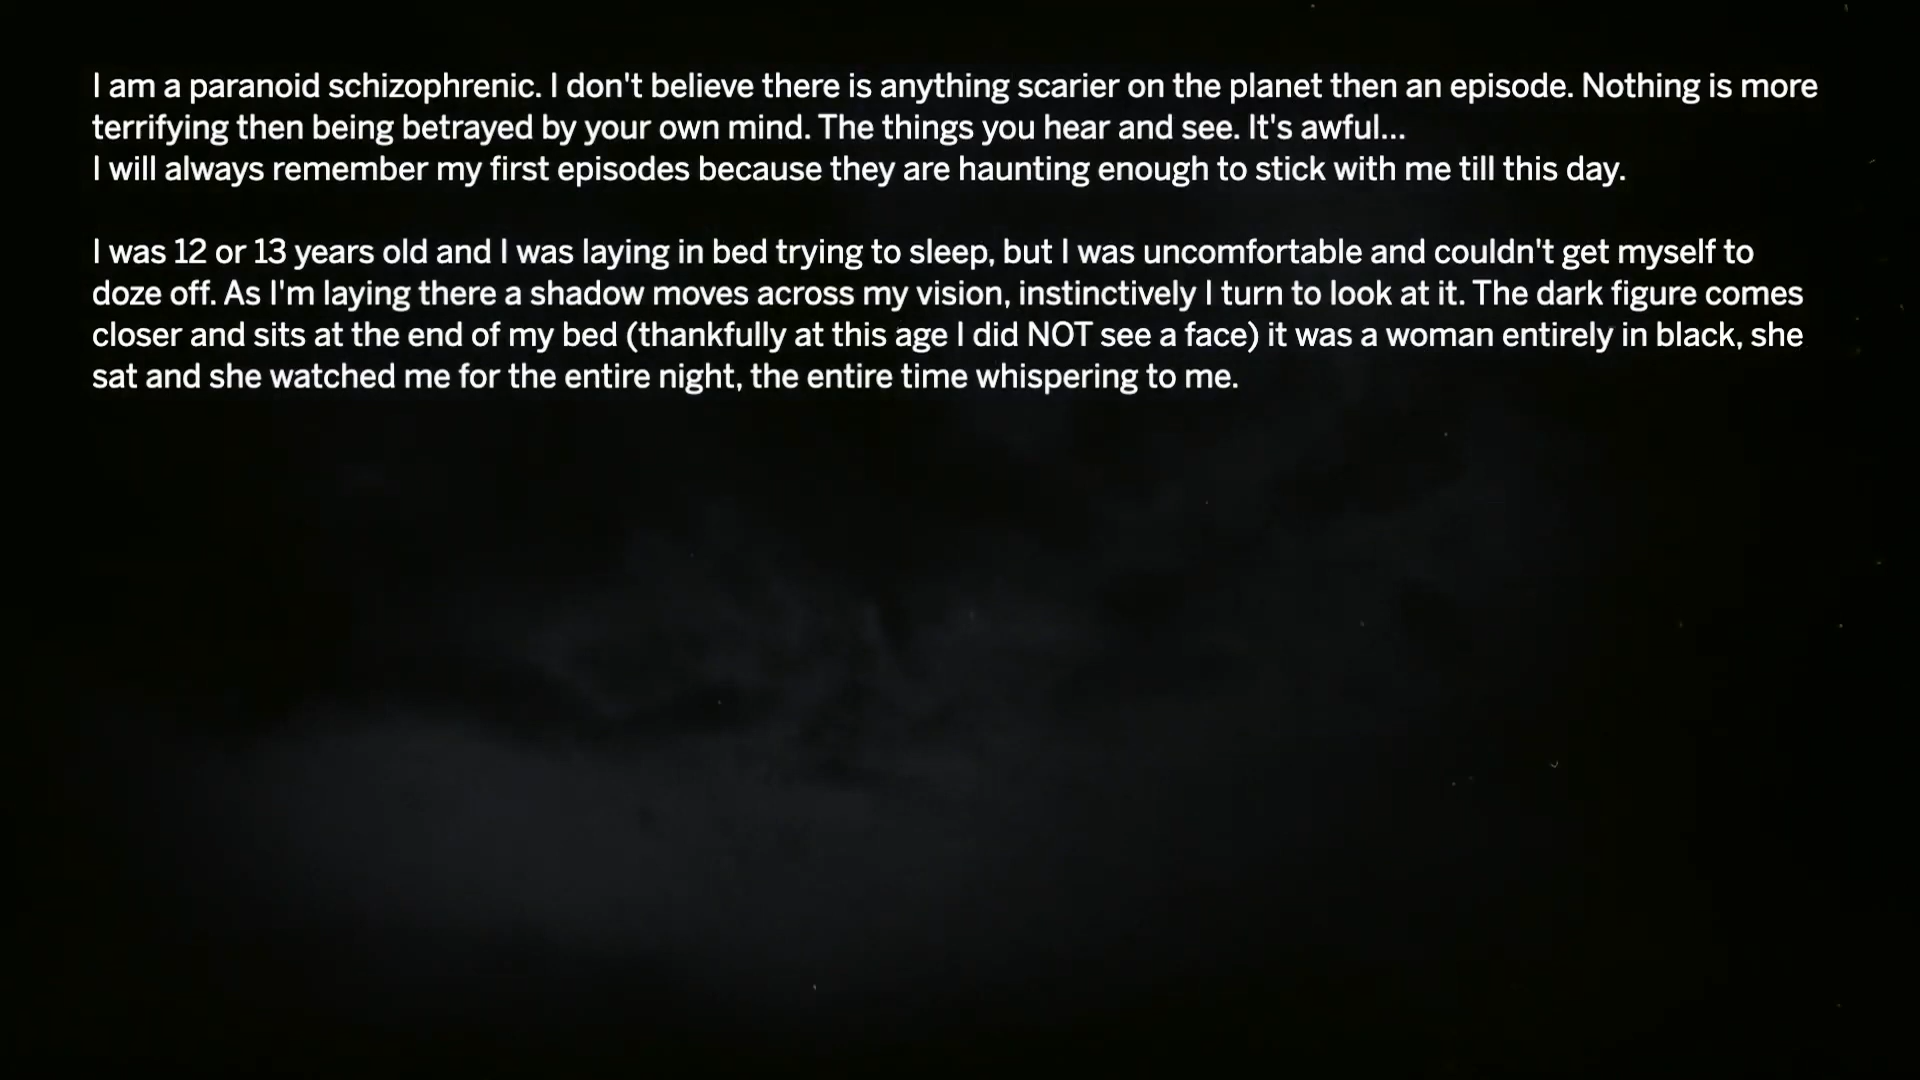 I am a paranoid schizophrenic. I don't believe there is anything scarier on the planet then an episode. Nothing is more
terrifying then being betrayed by your own mind. The things you hear and see. It's awful...
I will always remember my first episodes because they are haunting enough to stick with me till this day.
I was 12 or 13 years old and I was laying in bed trying to sleep, but I was uncomfortable and couldn't get myself to
doze off. As I'm laying there a shadow moves across my vision, instinctively I turn to look at it. The dark figure comes
closer and sits at the end of my bed (thankfully at this age I did NOT see a face) it was a woman entirely in black, she
sat and she watched me for the entire night, the entire time whispering to me.